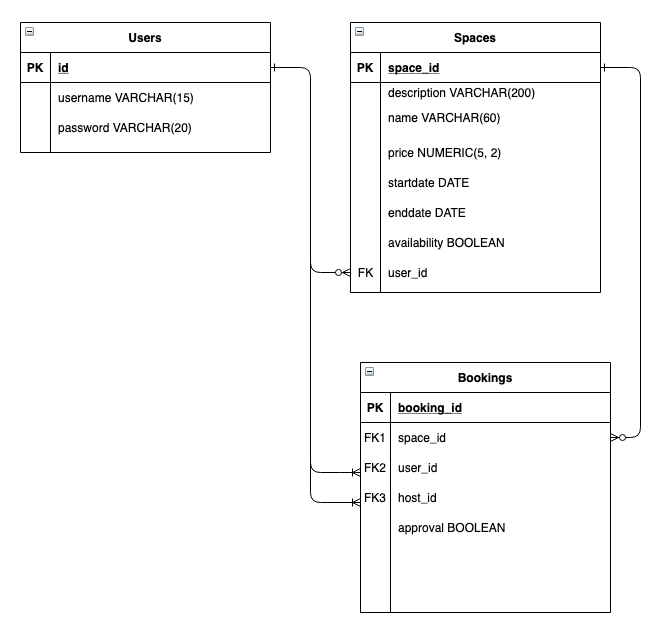 Users
PK id
username VARCHAR(15)
password VARCHAR(20)
Spaces
PK space_id
description VARCHAR(200)
name VARCHAR(60)
price NUMERIC(5, 2)
startdate DATE
enddate DATE
availability BOOLEAN
FK user_id
Bookings
PK booking_id
FK1 space_id
FK2 user_id
FK3 host_id
approval BOOLEAN